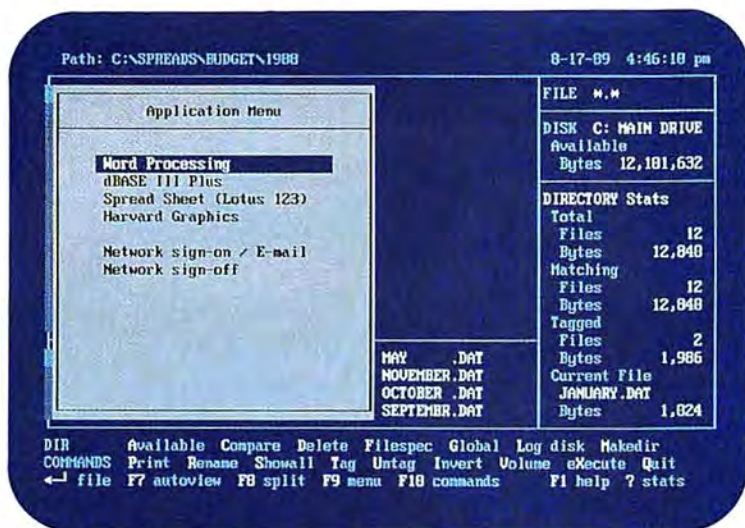 Path: C:\SPREADS\BUDGET\1988 8-17-89 4:46:18 pm
Application Menu
Word Processing
dBASE III Plus
Spread Sheet (Lotus 123)
Harvard Graphics
Network sign-on / E-mail
Network sign-off
MAY .DAT
NOVEMBER.DAT
OCTOBER .DAT
SEPTEMBR.DAT
FILE *.*
DISK C: MAIN DRIVE
Available
Bytes 12,181,632
DIRECTORY Stats
Total
Files 12
Bytes 12,848
Matching
Files 12
Bytes 12,848
Tagged
Files 2
Bytes 1,986
Current File
JANUARY.DAT
Bytes 1,024
DIR Available Compare Delete Filespec Global Log disk Makedir
COMMANDS Print Rename Showall Tag Untag Invert Volume eXecute Quit
↵ file F7 autoview F8 split F9 menu F10 commands F1 help ? stats